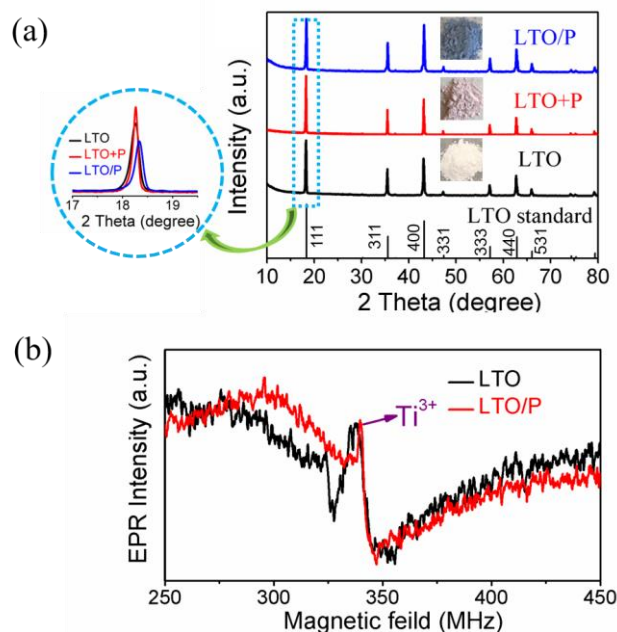 (a)
LTO/P
LTO+P
LTO
LTO standard
Intensity (a.u.)
111
311
400
331
333
440
531
10 20 30 40 50 60 70 80
2 Theta (degree)
LTO
LTO+P
LTO/P
17 18 19
2 Theta (degree)
(b)
LTO
LTO/P
Ti³⁺
EPR Intensity (a.u.)
250 300 350 400 450
Magnetic feild (MHz)